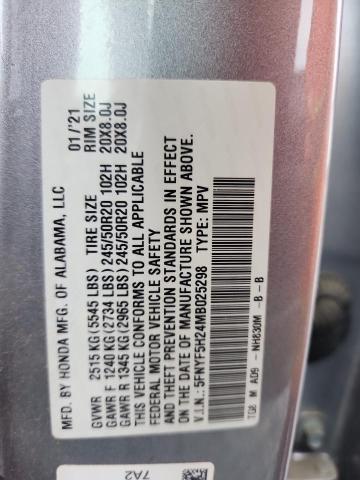 MFD. BY HONDA MFG. OF ALABAMA, LLC 01/'21
GVWR 2515 KG (5545 LBS) TIRE SIZE RIM SIZE
GAWR F 1240 KG (2734 LBS) 245/50R20 102H 20X8.0J
GAWR R 1345 KG (2965 LBS) 245/50R20 102H 20X8.0J
THIS VEHICLE CONFORMS TO ALL APPLICABLE
FEDERAL MOTOR VEHICLE SAFETY
AND THEFT PREVENTION STANDARDS IN EFFECT
ON THE DATE OF MANUFACTURE SHOWN ABOVE.
V.I.N.: 5FNYF5H24MB025298 TYPE: MPV
TG8 M AD9 - NH830M - B - B
7A2